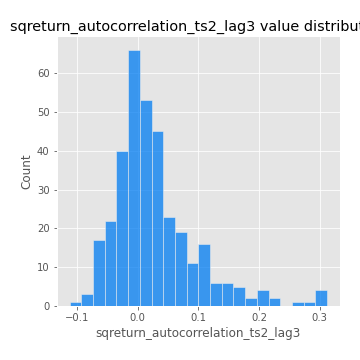 sqreturn_autocorrelation_ts2_lag3 value distribut
60
50
40
30
20
10
0
Count
−0.1 0.0 0.1 0.2 0.3
sqreturn_autocorrelation_ts2_lag3